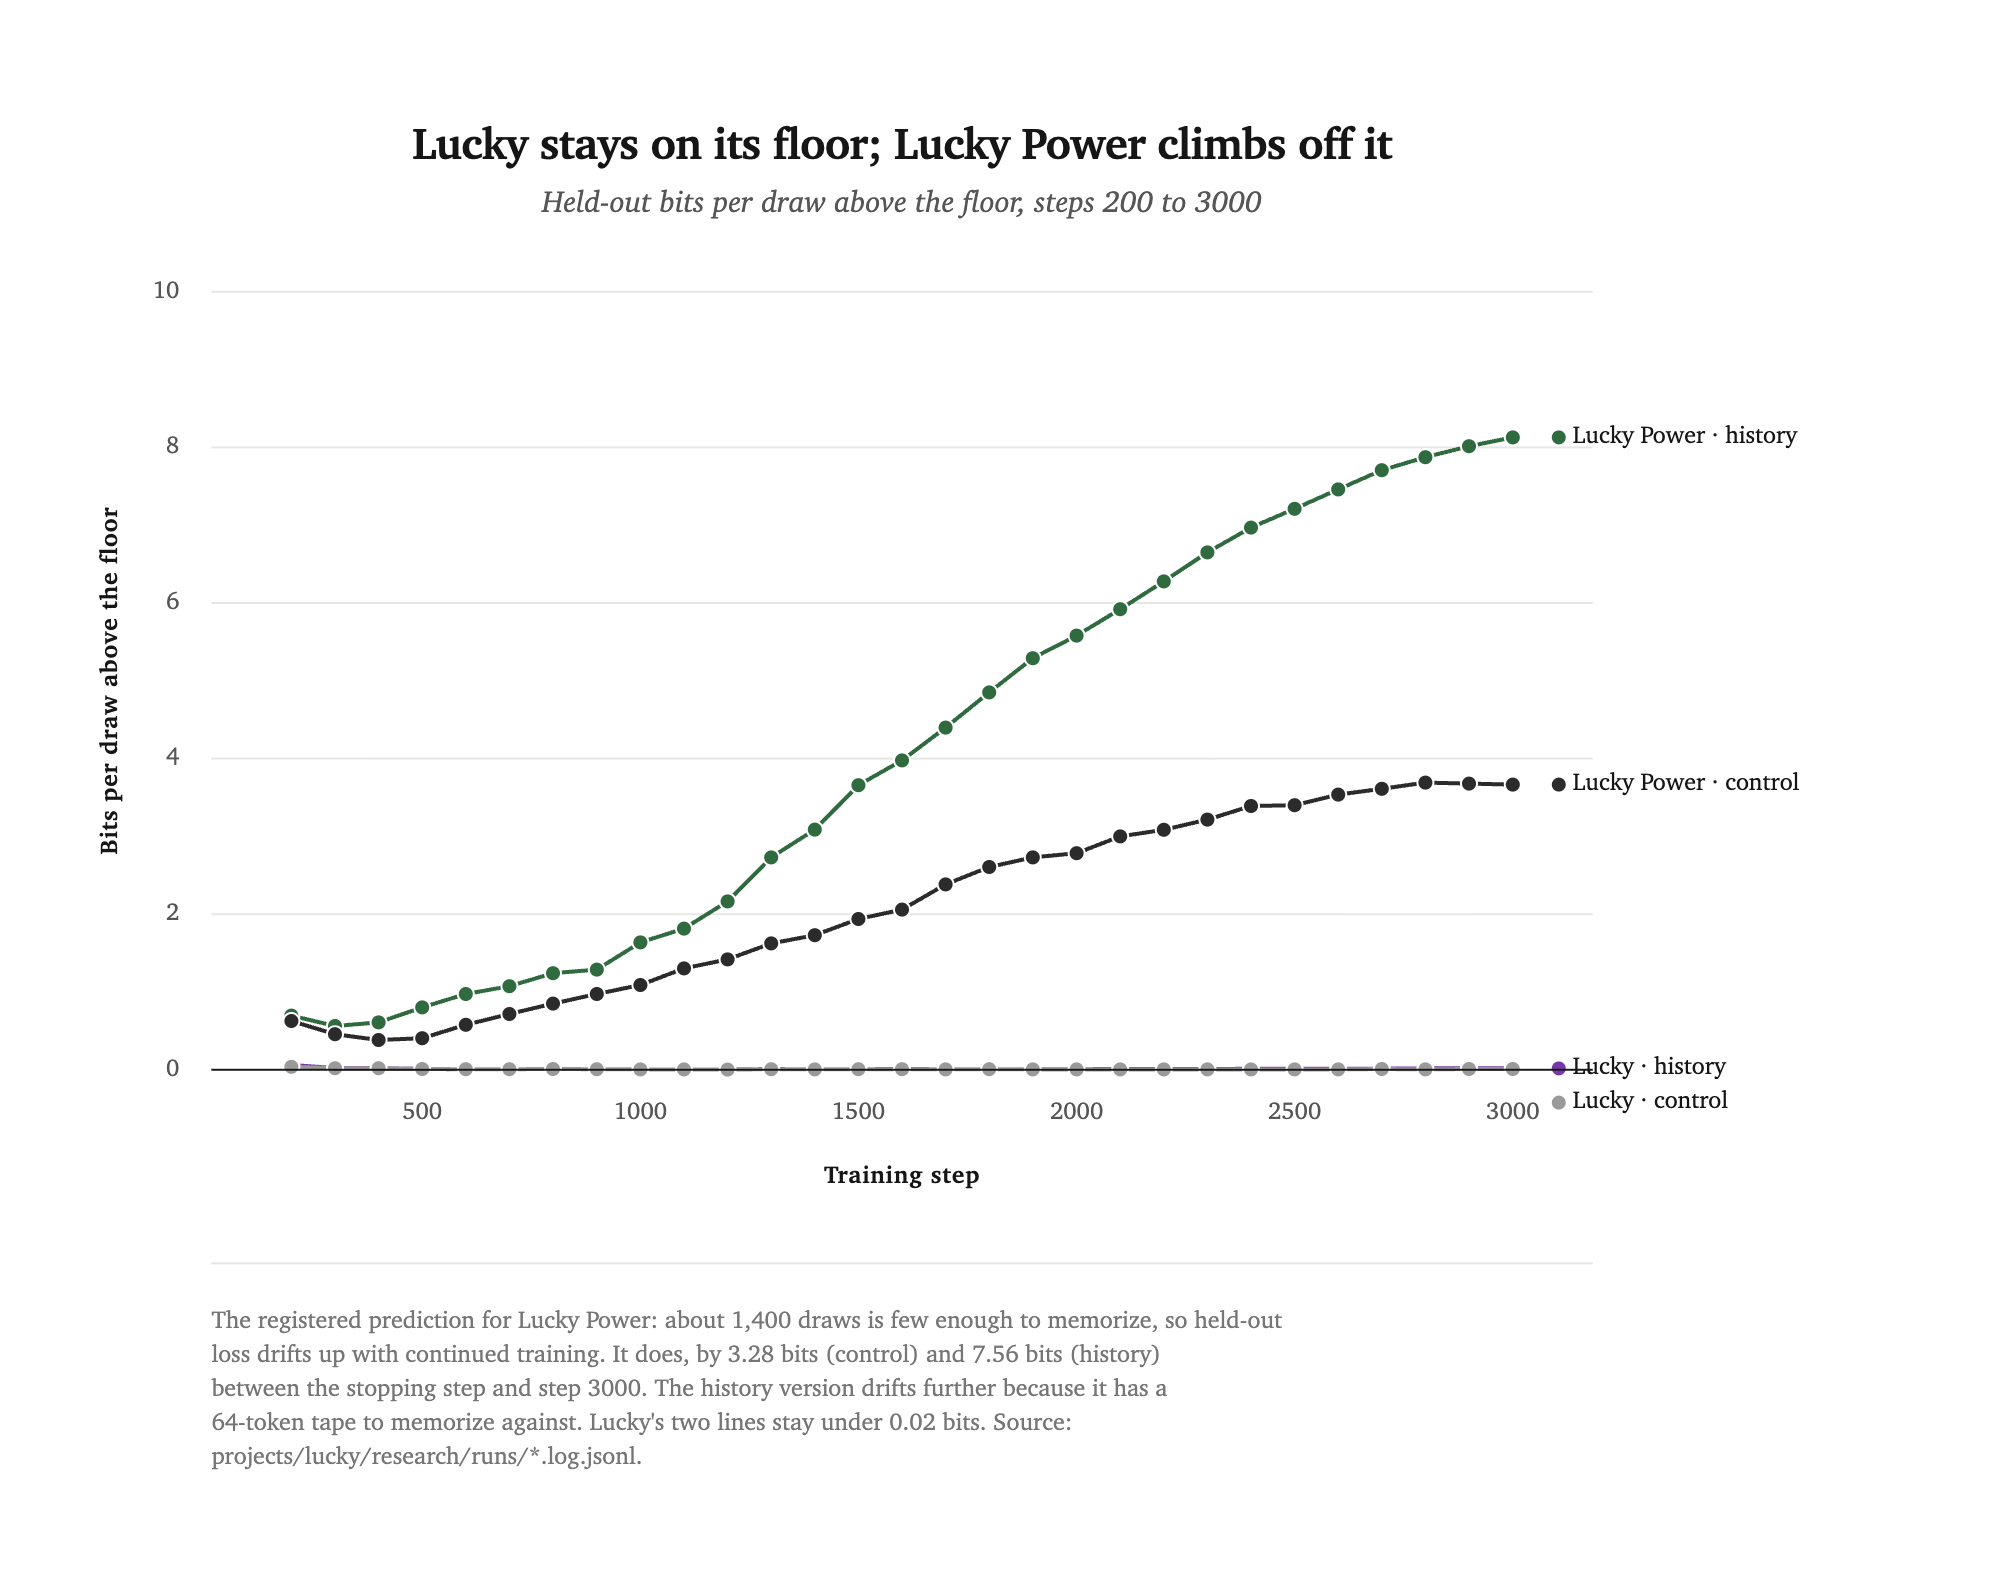 Lucky stays on its floor; Lucky Power climbs off it
Held-out bits per draw above the floor, steps 200 to 3000
Bits per draw above the floor
10
8
6
4
2
0
Lucky Power · history
Lucky Power · control
Lucky · history
Lucky · control
500 1000 1500 2000 2500 3000
Training step
The registered prediction for Lucky Power: about 1,400 draws is few enough to memorize, so held-out
loss drifts up with continued training. It does, by 3.28 bits (control) and 7.56 bits (history)
between the stopping step and step 3000. The history version drifts further because it has a
64-token tape to memorize against. Lucky's two lines stay under 0.02 bits. Source:
projects/lucky/research/runs/*.log.jsonl.